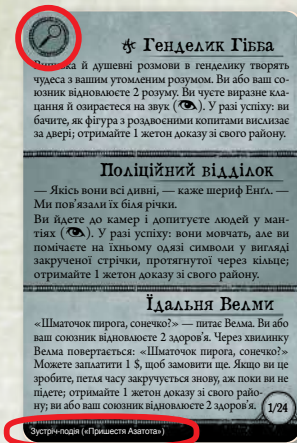 Генделик Гібба
Випивка й душевні розмови в генделику творять
чудеса з вашим утомленим розумом. Ви або ваш со-
юзник відновлюєте 2 розуму. Ви чуєте виразне кла-
цання й озираєтеся на звук (). У разі успіху: ви
бачите, як фігура з роздвоєними копитами вислизає
за двері; отримайте 1 жетон доказу зі свого району.
Поліційний відділок
— Якісь вони всі дивні, — каже шериф Енґл. —
Ми пов'язали їх біля річки.
Ви йдете до камер і допитуєте людей у ман-
тіях (). У разі успіху: вони мовчать, але ви
помічаєте на їхньому одязі символи у вигляді
закрученої стрічки, протягнутої через кільце;
отримайте 1 жетон доказу зі свого району.
Їдальня Велми
«Шматочок пирога, сонечко?» — питає Велма. Ви або
ваш союзник відновлюєте 2 здоров'я. Через хвилинку
Велма повертається: «Шматочок пирога, сонечко?»
Можете заплатити 1 $, щоб замовити ще. Якщо ви це
зробите, петля часу закручується знову, аж поки ви не
підете; отримайте 1 жетон доказу зі свого райо-
ну; ви або ваш союзник відновлюєте 2 здоров'я.
1/24
Зустріч-подія («Пришестя Азатота»)